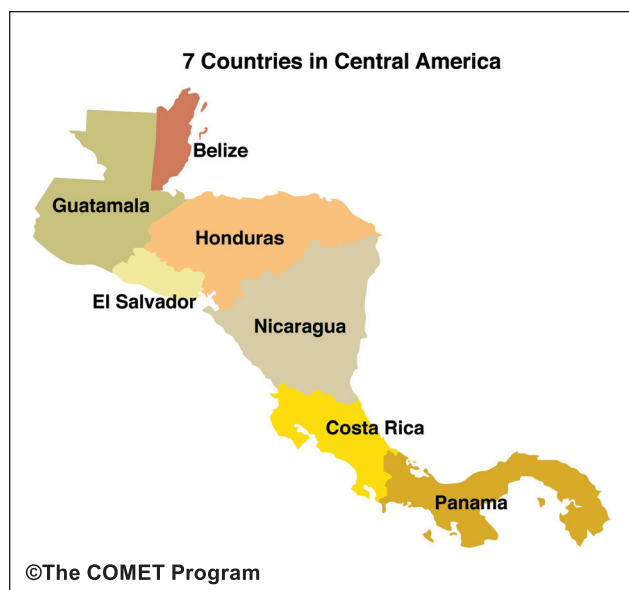 7 Countries in Central America
Belize
Guatamala
Honduras
El Salvador
Nicaragua
Costa Rica
Panama
©The COMET Program